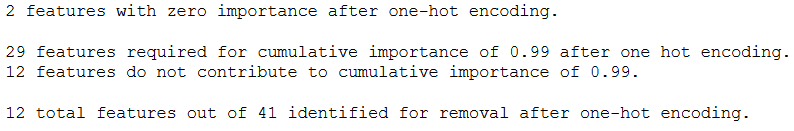 2 features with zero importance after one-hot encoding.
29 features required for cumulative importance of 0.99 after one hot encoding.
12 features do not contribute to cumulative importance of 0.99.
12 total features out of 41 identified for removal after one-hot encoding.